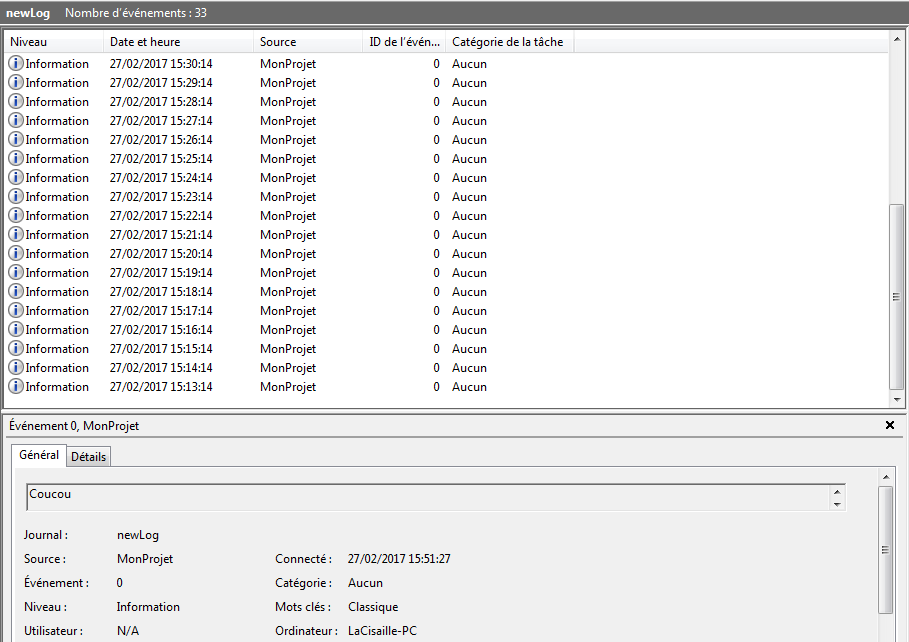 newLog Nombre d'événements : 33
Niveau Date et heure Source ID de l'évén... Catégorie de la tâche
Information 27/02/2017 15:30:14 MonProjet 0 Aucun
Information 27/02/2017 15:29:14 MonProjet 0 Aucun
Information 27/02/2017 15:28:14 MonProjet 0 Aucun
Information 27/02/2017 15:27:14 MonProjet 0 Aucun
Information 27/02/2017 15:26:14 MonProjet 0 Aucun
Information 27/02/2017 15:25:14 MonProjet 0 Aucun
Information 27/02/2017 15:24:14 MonProjet 0 Aucun
Information 27/02/2017 15:23:14 MonProjet 0 Aucun
Information 27/02/2017 15:22:14 MonProjet 0 Aucun
Information 27/02/2017 15:21:14 MonProjet 0 Aucun
Information 27/02/2017 15:20:14 MonProjet 0 Aucun
Information 27/02/2017 15:19:14 MonProjet 0 Aucun
Information 27/02/2017 15:18:14 MonProjet 0 Aucun
Information 27/02/2017 15:17:14 MonProjet 0 Aucun
Information 27/02/2017 15:16:14 MonProjet 0 Aucun
Information 27/02/2017 15:15:14 MonProjet 0 Aucun
Information 27/02/2017 15:14:14 MonProjet 0 Aucun
Information 27/02/2017 15:13:14 MonProjet 0 Aucun
Événement 0, MonProjet
Général Détails
Coucou
Journal : newLog
Source : MonProjet Connecté : 27/02/2017 15:51:27
Événement : 0 Catégorie : Aucun
Niveau : Information Mots clés : Classique
Utilisateur : N/A Ordinateur : LaCisaille-PC